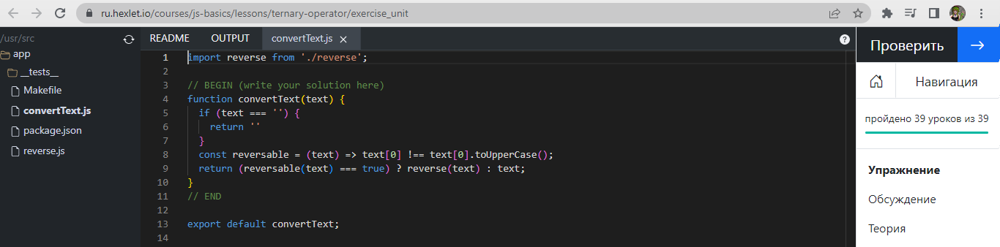 ru.hexlet.io/courses/js-basics/lessons/ternary-operator/exercise_unit
/usr/src
app
__tests__
Makefile
convertText.js
package.json
reverse.js
README OUTPUT convertText.js ×
?
1 import reverse from './reverse';
2
3 // BEGIN (write your solution here)
4 function convertText(text) {
5 if (text === '') {
6 return ''
7 }
8 const reversable = (text) => text[0] !== text[0].toUpperCase();
9 return (reversable(text) === true) ? reverse(text) : text;
10 }
11 // END
12
13 export default convertText;
14
Проверить →
Навигация
пройдено 39 уроков из 39
Упражнение
Обсуждение
Теория